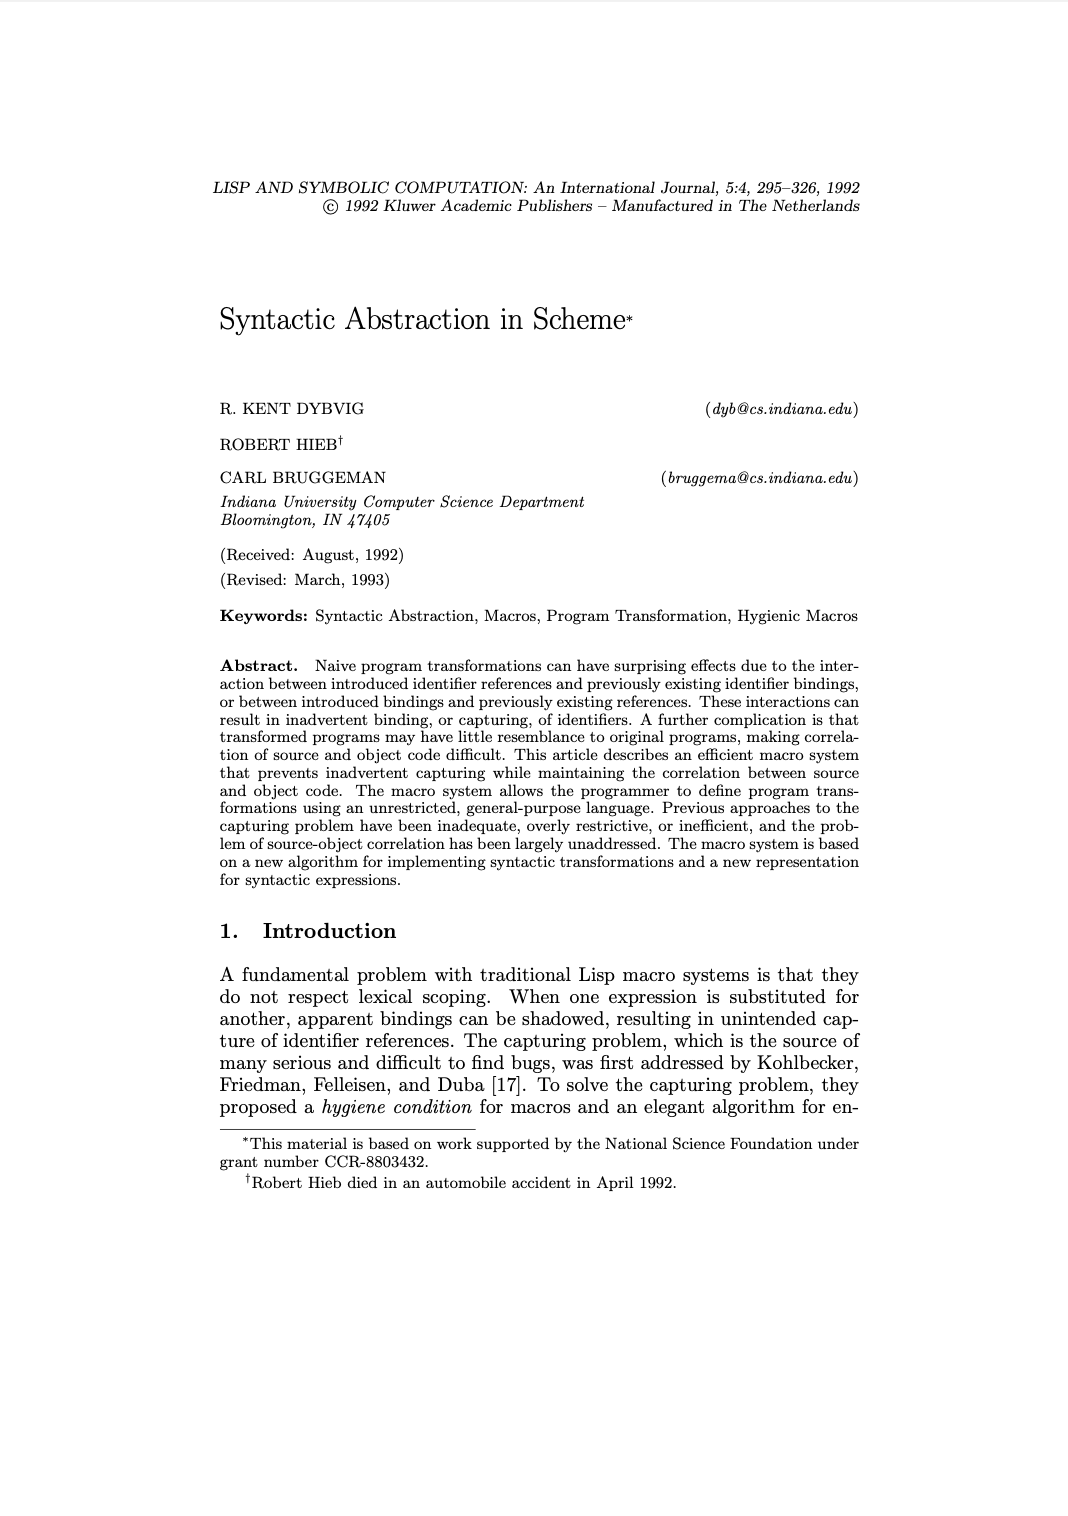 LISP AND SYMBOLIC COMPUTATION: An International Journal, 5:4, 295–326, 1992
© 1992 Kluwer Academic Publishers – Manufactured in The Netherlands
Syntactic Abstraction in Scheme*
R. KENT DYBVIG (dyb@cs.indiana.edu)
ROBERT HIEB†
CARL BRUGGEMAN (bruggema@cs.indiana.edu)
Indiana University Computer Science Department
Bloomington, IN 47405
(Received: August, 1992)
(Revised: March, 1993)
Keywords: Syntactic Abstraction, Macros, Program Transformation, Hygienic Macros
Abstract. Naive program transformations can have surprising effects due to the inter-
action between introduced identifier references and previously existing identifier bindings,
or between introduced bindings and previously existing references. These interactions can
result in inadvertent binding, or capturing, of identifiers. A further complication is that
transformed programs may have little resemblance to original programs, making correla-
tion of source and object code difficult. This article describes an efficient macro system
that prevents inadvertent capturing while maintaining the correlation between source
and object code. The macro system allows the programmer to define program trans-
formations using an unrestricted, general-purpose language. Previous approaches to the
capturing problem have been inadequate, overly restrictive, or inefficient, and the prob-
lem of source-object correlation has been largely unaddressed. The macro system is based
on a new algorithm for implementing syntactic transformations and a new representation
for syntactic expressions.
1. Introduction
A fundamental problem with traditional Lisp macro systems is that they
do not respect lexical scoping. When one expression is substituted for
another, apparent bindings can be shadowed, resulting in unintended cap-
ture of identifier references. The capturing problem, which is the source of
many serious and difficult to find bugs, was first addressed by Kohlbecker,
Friedman, Felleisen, and Duba [17]. To solve the capturing problem, they
proposed a hygiene condition for macros and an elegant algorithm for en-
*This material is based on work supported by the National Science Foundation under
grant number CCR-8803432.
†Robert Hieb died in an automobile accident in April 1992.